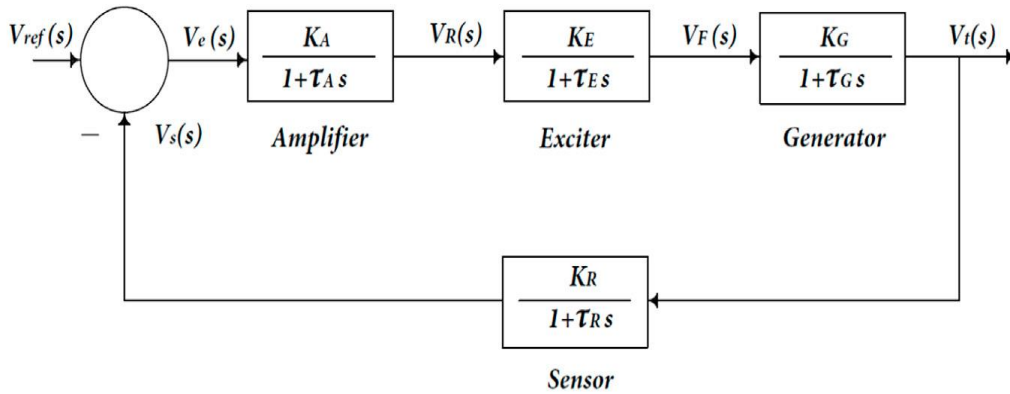 Vref(s)
Ve(s)
KA
1+τA s
Amplifier
VR(s)
KE
1+τE s
Exciter
VF(s)
KG
1+τG s
Generator
Vt(s)
−
Vs(s)
KR
1+τR s
Sensor